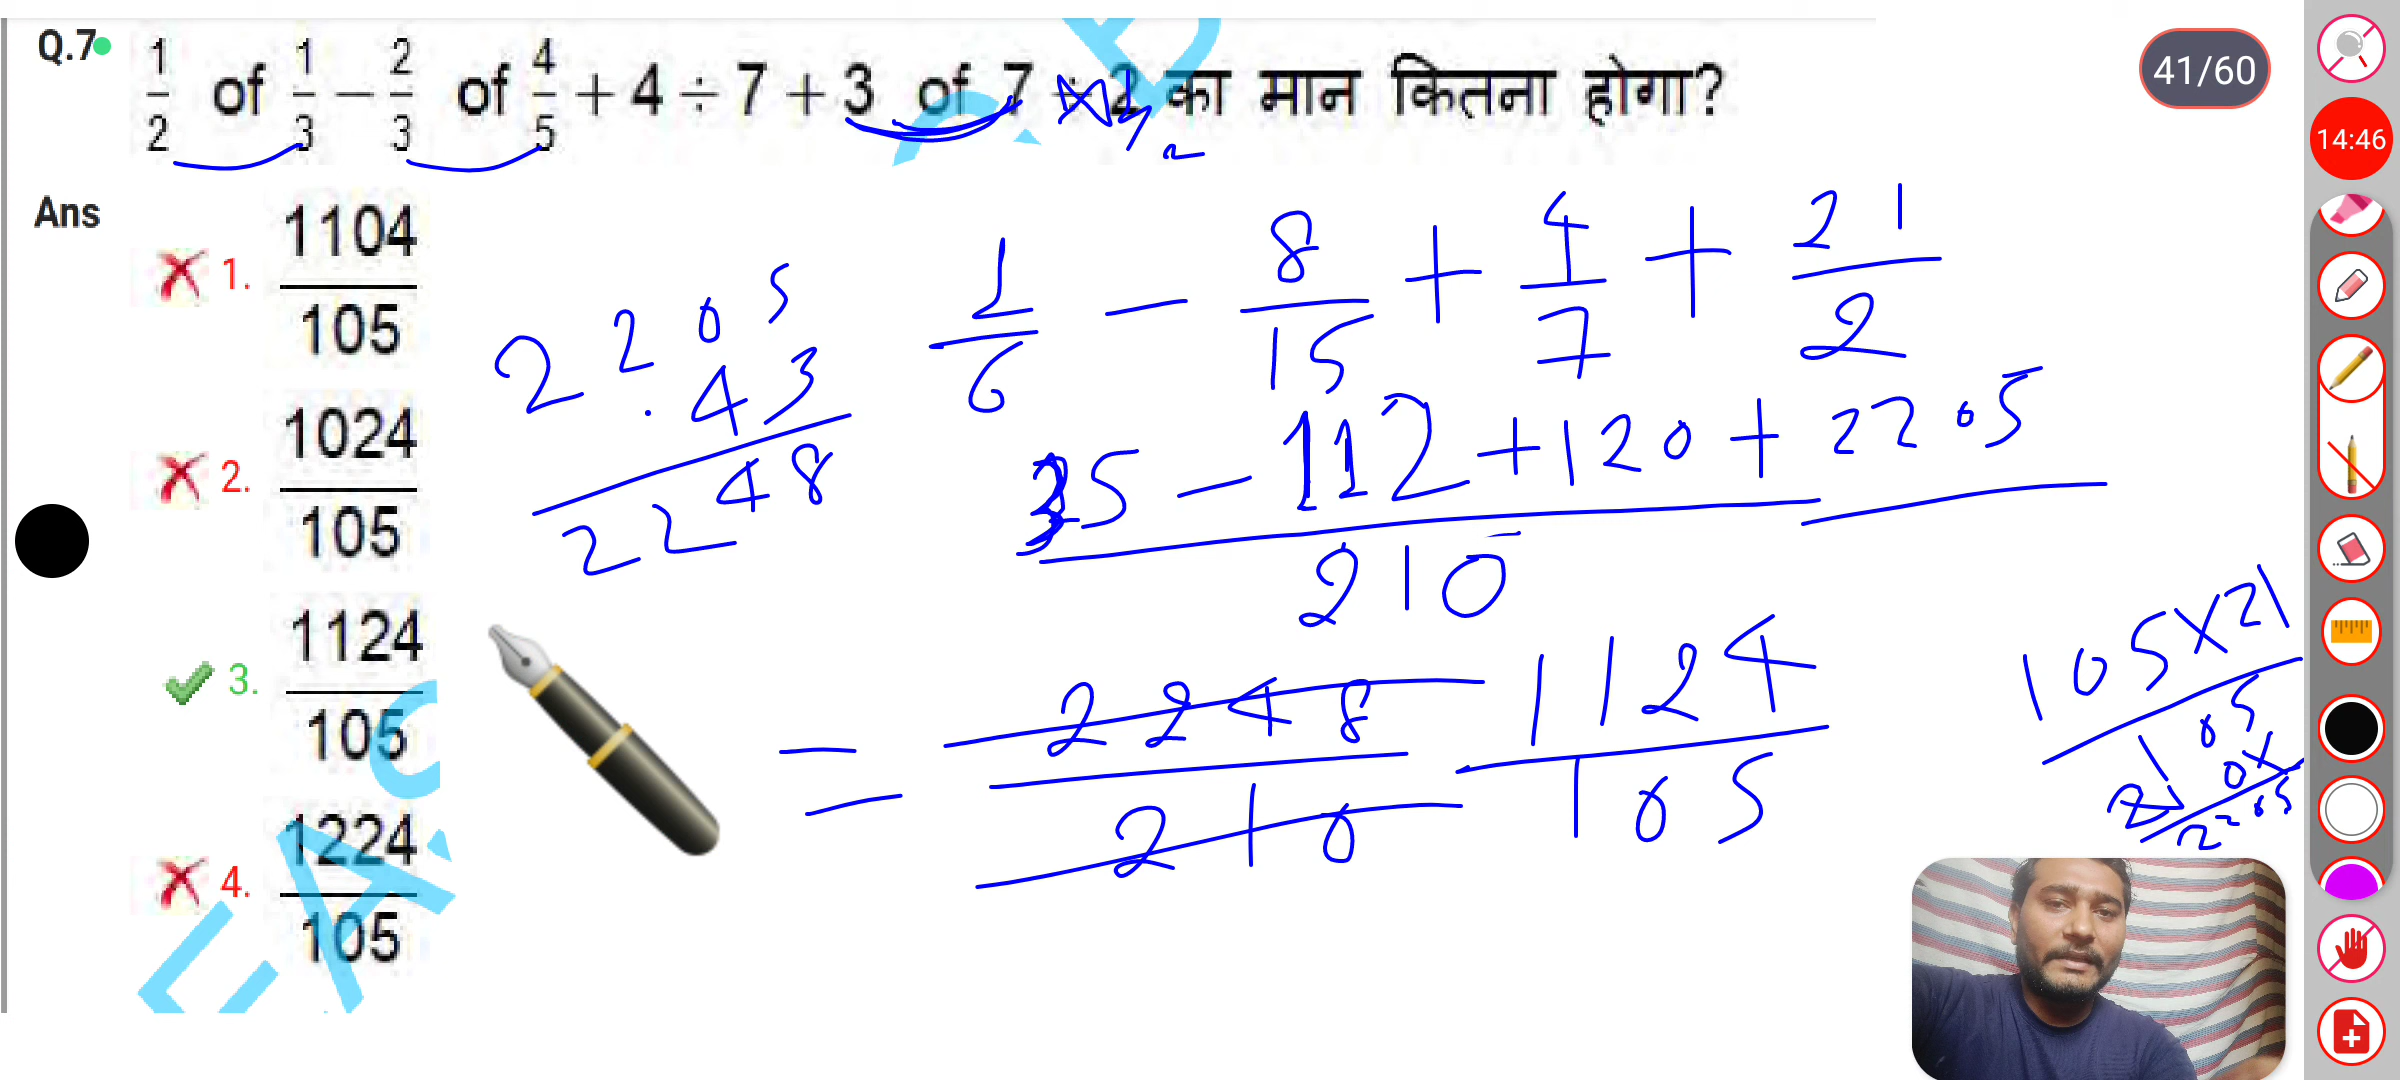 Q.7 1/2 of 1/3 − 2/3 of 4/5 + 4 ÷ 7 + 3 of 7 ÷ 2 का मान कितना होगा?
41/60
14:46
Ans
1. 1104/105
2. 1024/105
3. 1124/105
4. 1224/105
1/6 − 8/15 + 4/7 + 21/2
35 − 112 + 120 + 2205
210
2205
43
2248
= 2248/210 1124/105
105×21
105
210×
2205